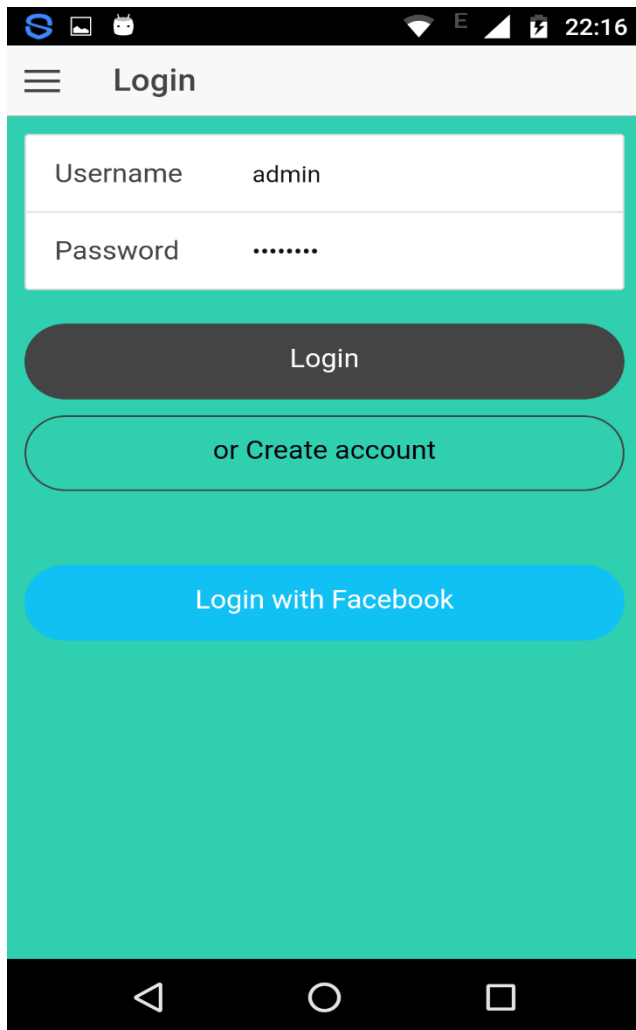 E 22:16
Login
Username admin
Password ••••••••
Login
or Create account
Login with Facebook